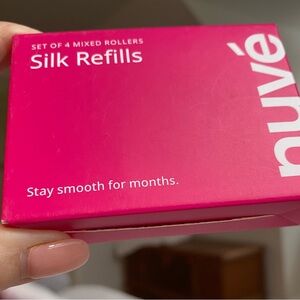 SET OF 4 MIXED ROLLERS
Silk Refills
nuvé
Stay smooth for months.